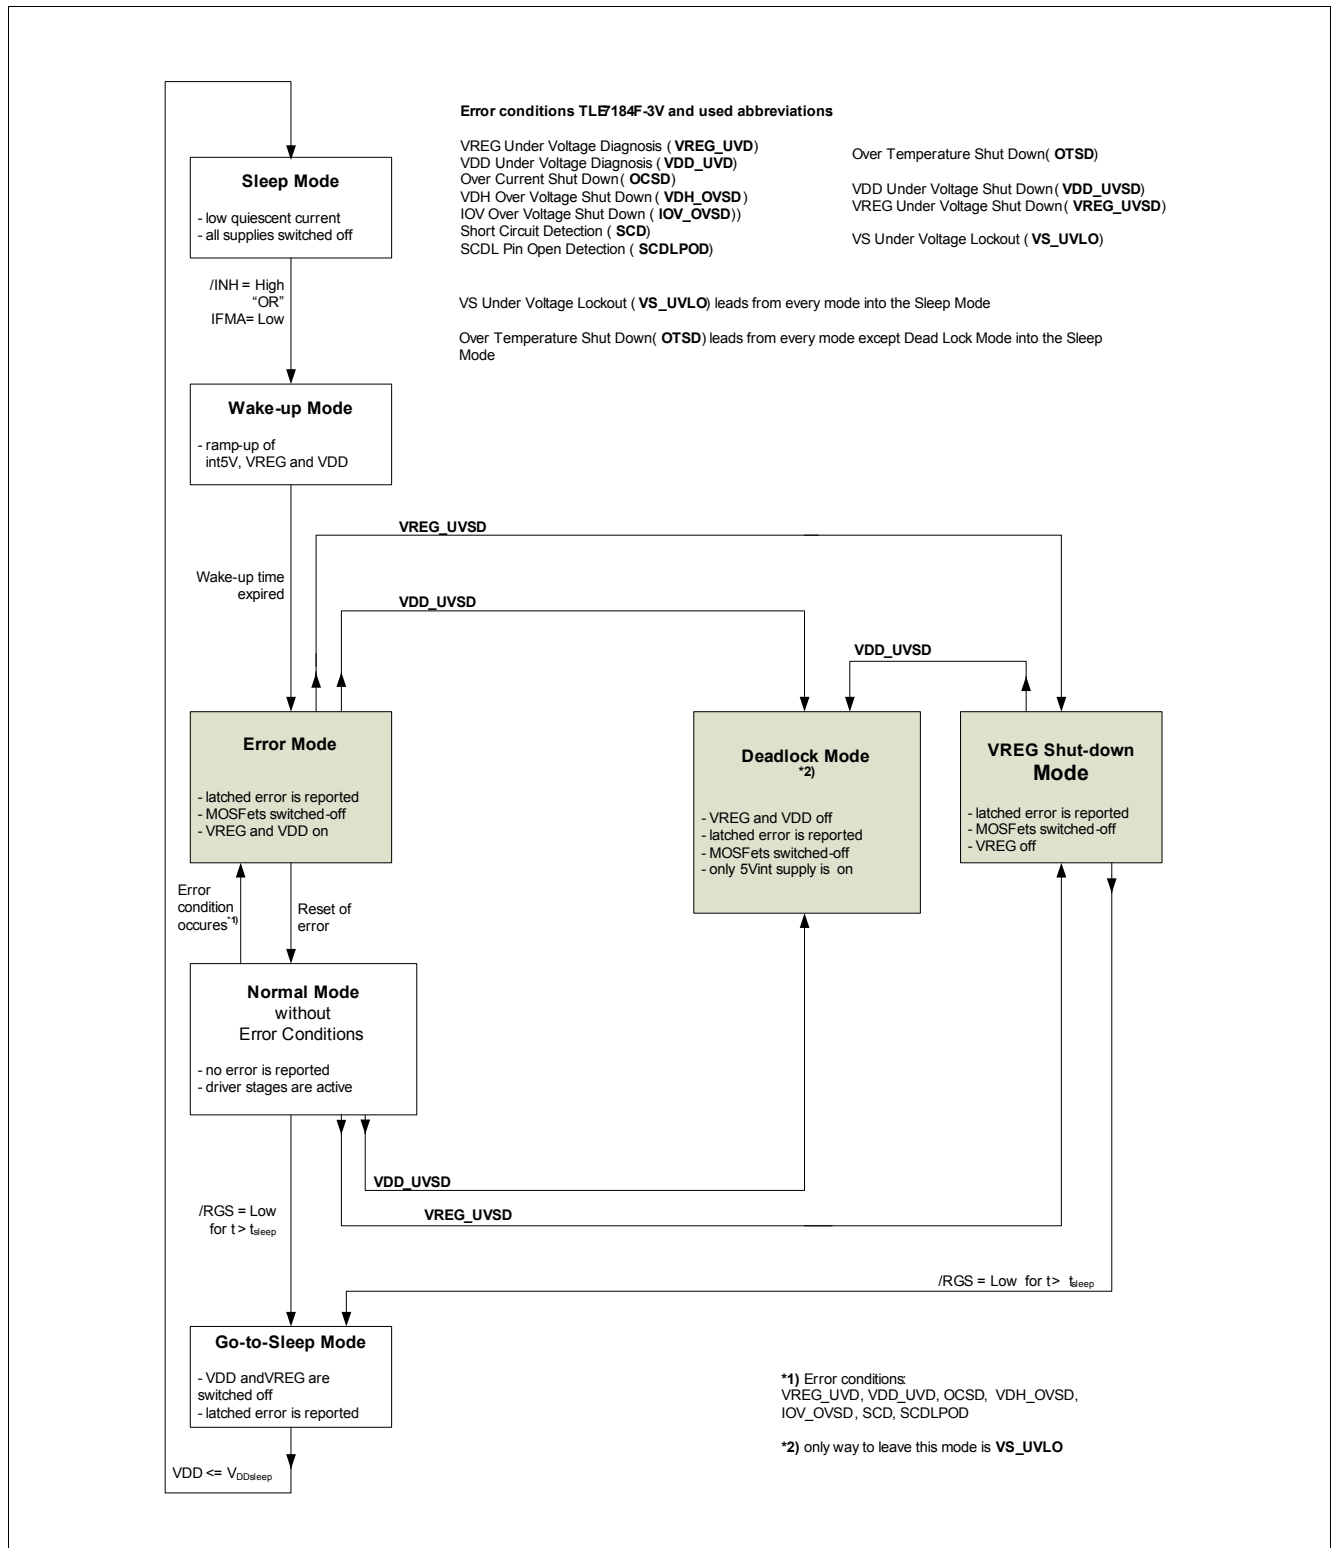 Error conditions TLE7184F-3V and used abbreviations
VREG Under Voltage Diagnosis ( VREG_UVD)
VDD Under Voltage Diagnosis ( VDD_UVD)
Over Current Shut Down( OCSD)
VDH Over Voltage Shut Down ( VDH_OVSD)
IOV Over Voltage Shut Down ( IOV_OVSD))
Short Circuit Detection ( SCD)
SCDL Pin Open Detection ( SCDLPOD)
Over Temperature Shut Down( OTSD)
VDD Under Voltage Shut Down( VDD_UVSD)
VREG Under Voltage Shut Down( VREG_UVSD)
VS Under Voltage Lockout ( VS_UVLO)
VS Under Voltage Lockout ( VS_UVLO) leads from every mode into the Sleep Mode
Over Temperature Shut Down( OTSD) leads from every mode except Dead Lock Mode into the Sleep
Mode
Sleep Mode
- low quiescent current
- all supplies switched off
/INH = High
“OR”
IFMA= Low
Wake-up Mode
- ramp-up of
int5V, VREG and VDD
Wake-up time
expired
VREG_UVSD
VDD_UVSD
VDD_UVSD
Error Mode
- latched error is reported
- MOSFets switched-off
- VREG and VDD on
Deadlock Mode
*2)
- VREG and VDD off
- latched error is reported
- MOSFets switched-off
- only 5Vint supply is on
VREG Shut-down
Mode
- latched error is reported
- MOSFets switched-off
- VREG off
Error
condition
occures*1)
Reset of
error
Normal Mode
without
Error Conditions
- no error is reported
- driver stages are active
VDD_UVSD
VREG_UVSD
/RGS = Low
for t > tsleep
/RGS = Low for t> tsleep
Go-to-Sleep Mode
- VDD andVREG are
switched off
- latched error is reported
VDD <= VDDsleep
*1) Error conditions:
VREG_UVD, VDD_UVD, OCSD, VDH_OVSD,
IOV_OVSD, SCD, SCDLPOD
*2) only way to leave this mode is VS_UVLO